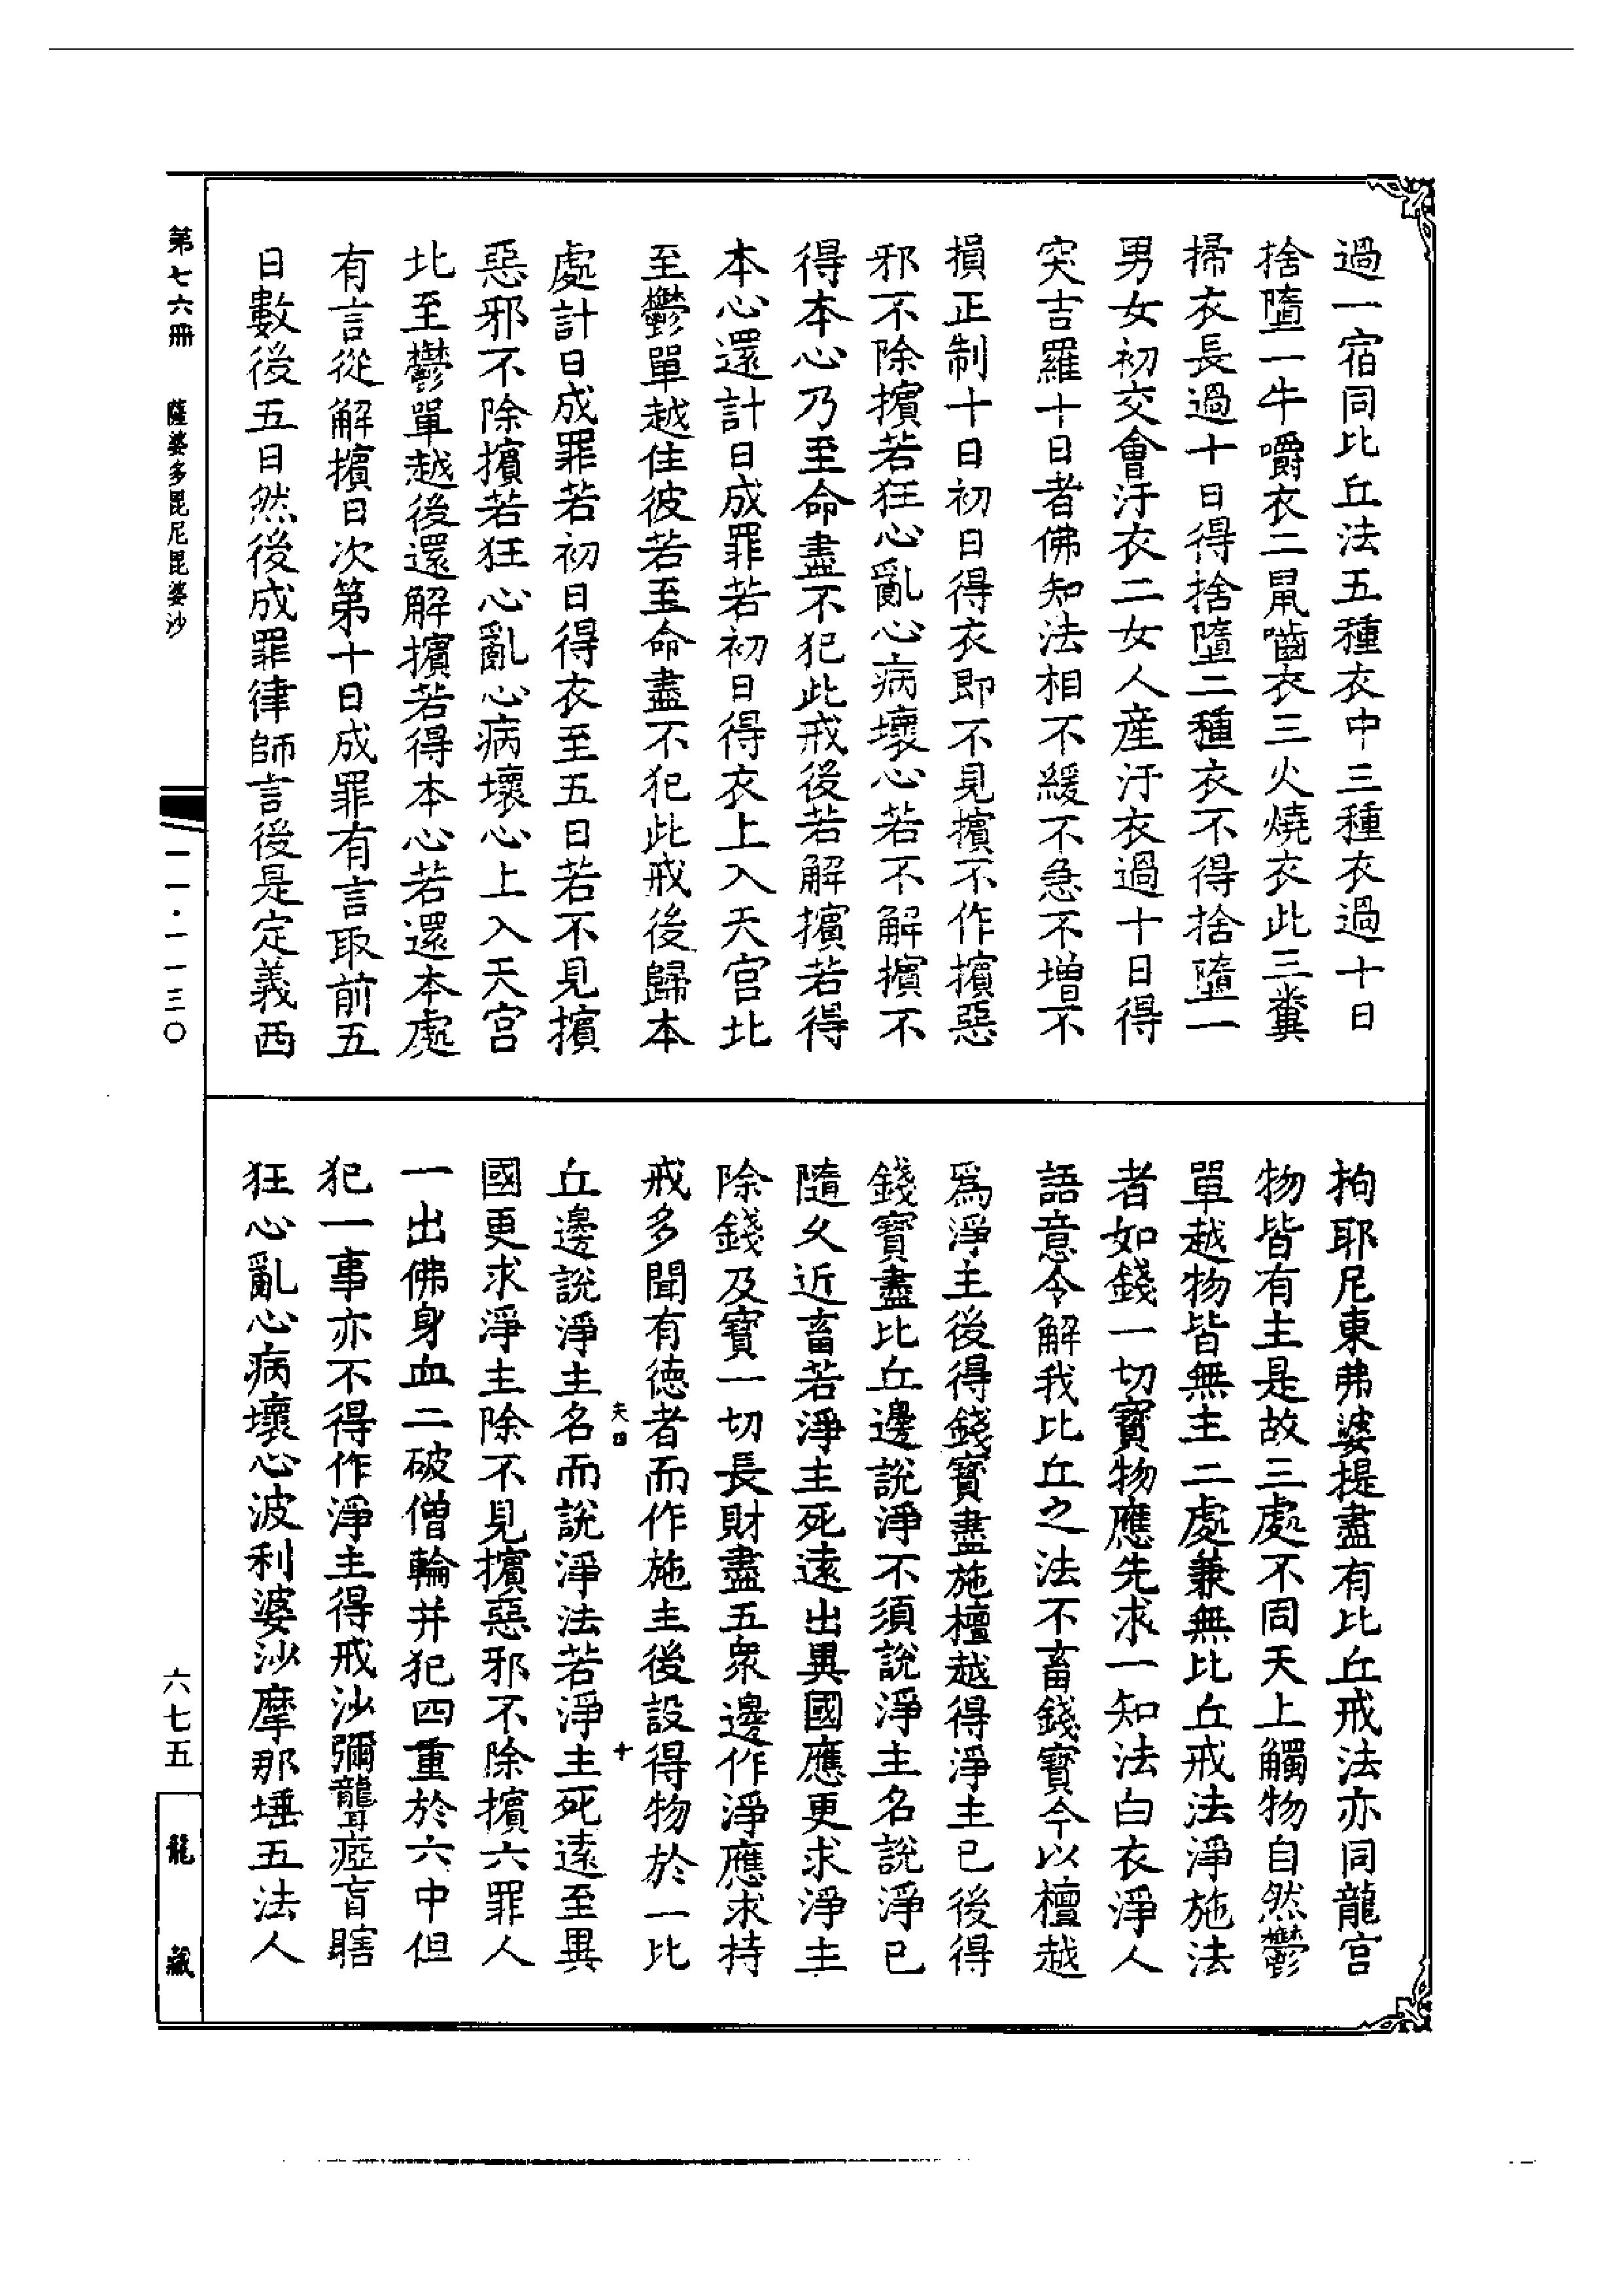 過一宿同比丘法五種衣中三種衣過十日
捨墮一牛嚼衣二鼠嚙衣三火燒衣此三糞
掃衣長過十日得捨墮二種衣不得捨墮一
男女初交會汙衣二女人産汙衣過十日得
突吉羅十日者佛知法相不緩不急不增不
損正制十日初日得衣即不見擯不作擯惡
邪不除擯若狂心亂心病壞心若不解擯不
得本心乃至命盡不犯此戒後若解擯若得
本心還計日成罪若初日得衣上入天宮北
至鬱單越住彼若至命盡不犯此戒後歸本
處計日成罪若初日得衣至五日若不見擯
惡邪不除擯若狂心亂心病壞心上入天宮
北至鬱單越後還解擯若得本心若還本處
有言從解擯日次第十日成罪有言取前五
日數後五日然後成罪律師言後是定義西
拘耶尼東弗婆提盡有比丘戒法亦同龍宮
物皆有主是故三處不同天上觸物自然鬱
單越物皆無主二處兼無比丘戒法淨施法
者如錢一切寶物應先求一知法白衣淨人
語意令解我比丘之法不畜錢寶今以檀越
爲淨主後得錢寶盡施檀越得淨主已後得
錢寶盡比丘邊說淨不須說淨主名說淨已
隨久近畜若淨主死遠出異國應更求淨主
除錢及寶一切長財盡五衆邊作淨應求持
戒多聞有德者而作施主後設得物於一比
丘邊說淨主名而說淨法若淨主死遠至異
國更求淨主除不見擯惡邪不除擯六罪人
一出佛身血二破僧輪并犯四重於六中但
犯一事亦不得作淨主得戒沙彌聾瘂盲瞎
狂心亂心病壞心波利婆沙摩那埵五法人
十
第七六冊
薩婆多毘尼毘婆沙
一一·一一三〇
六七五
龍藏